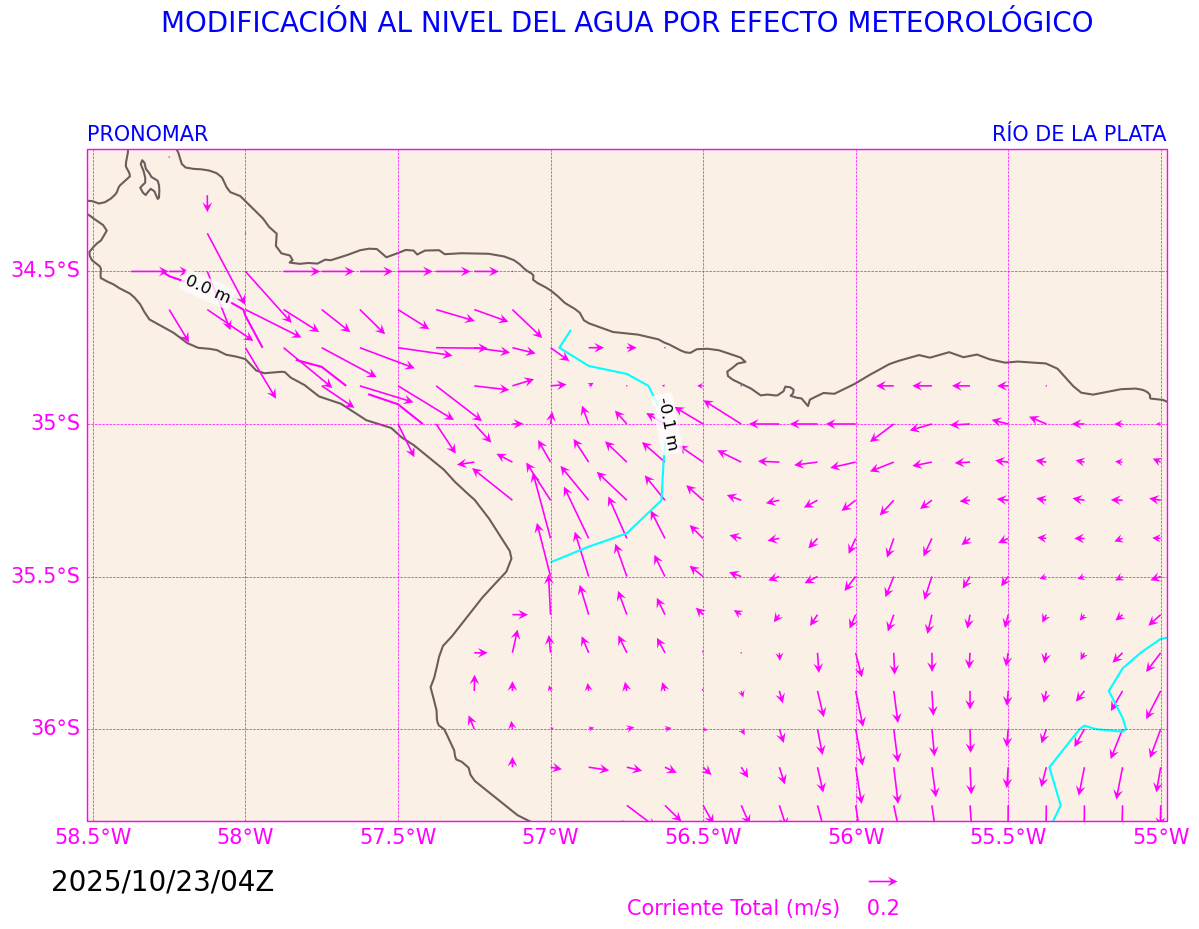 MODIFICACIÓN AL NIVEL DEL AGUA POR EFECTO METEOROLÓGICO
PRONOMAR RÍO DE LA PLATA
34.5°S
0.0 m
35°S
-0.1 m
35.5°S
36°S
58.5°W 58°W 57.5°W 57°W 56.5°W 56°W 55.5°W 55°W
2025/10/23/04Z
Corriente Total (m/s) 0.2